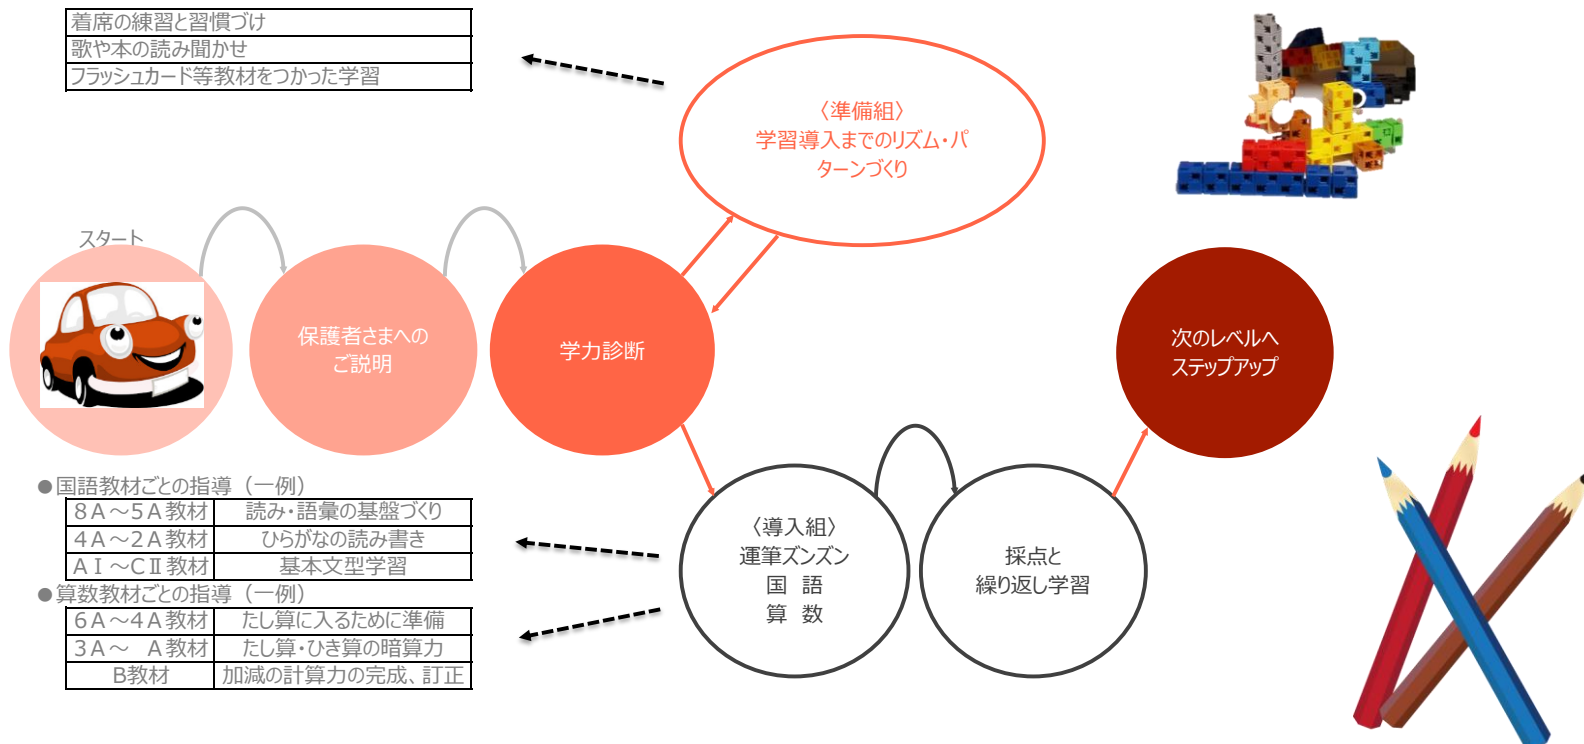 着席の練習と習慣づけ
歌や本の読み聞かせ
フラッシュカード等教材をつかった学習
〈準備組〉
学習導入までのリズム・パ
ターンづくり
スタート
保護者さまへの
ご説明
学力診断
次のレベルへ
ステップアップ
●国語教材ごとの指導（一例）
8A～5A教材 読み・語彙の基盤づくり
4A～2A教材 ひらがなの読み書き
AⅠ～CⅡ教材 基本文型学習
●算数教材ごとの指導（一例）
6A～4A教材 たし算に入るために準備
3A～ A教材 たし算・ひき算の暗算力
B教材 加減の計算力の完成、訂正
〈導入組〉
運筆ズンズン
国 語
算 数
採点と
繰り返し学習